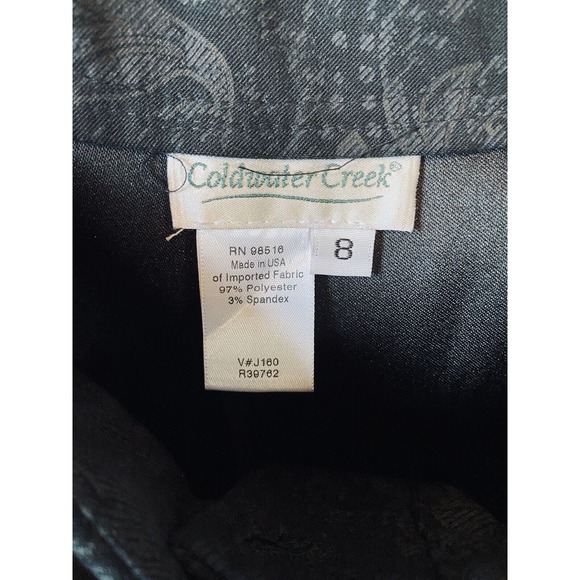 Coldwater Creek®
RN 98516
Made in USA
of Imported Fabric
97% Polyester
3% Spandex
V#J160
R39762
8